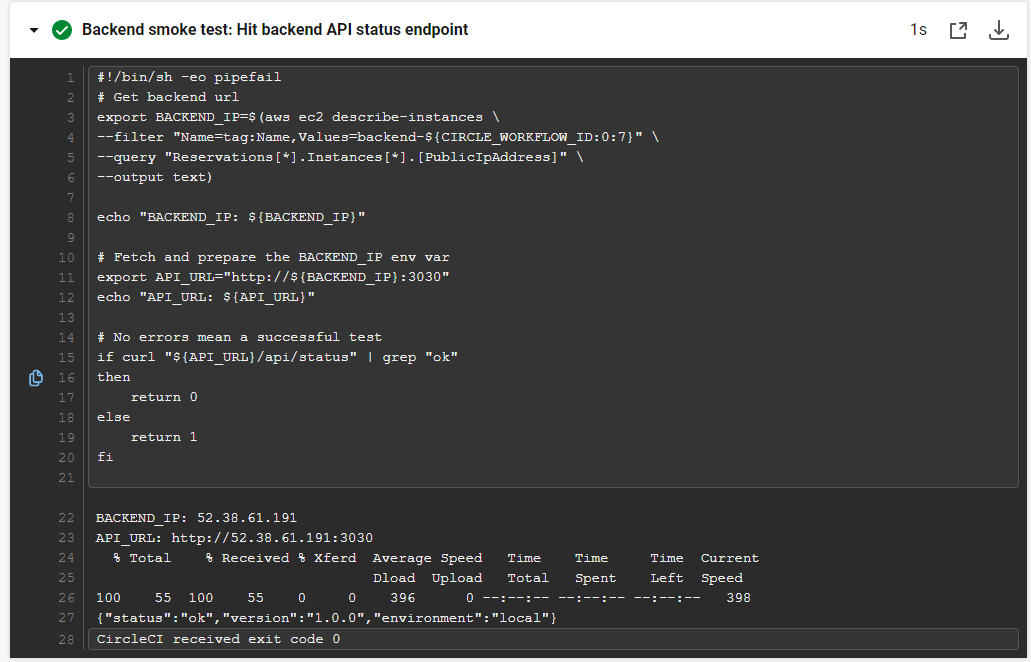 Backend smoke test: Hit backend API status endpoint 1s
1 #!/bin/sh -eo pipefail
2 # Get backend url
3 export BACKEND_IP=$(aws ec2 describe-instances \
4 --filter "Name=tag:Name,Values=backend-${CIRCLE_WORKFLOW_ID:0:7}" \
5 --query "Reservations[*].Instances[*].[PublicIpAddress]" \
6 --output text)
7
8 echo "BACKEND_IP: ${BACKEND_IP}"
9
10 # Fetch and prepare the BACKEND_IP env var
11 export API_URL="http://${BACKEND_IP}:3030"
12 echo "API_URL: ${API_URL}"
13
14 # No errors mean a successful test
15 if curl "${API_URL}/api/status" | grep "ok"
16 then
17     return 0
18 else
19     return 1
20 fi
21
22 BACKEND_IP: 52.38.61.191
23 API_URL: http://52.38.61.191:3030
24   % Total    % Received % Xferd  Average Speed   Time    Time     Time  Current
25                                  Dload  Upload   Total   Spent    Left  Speed
26 100    55  100    55    0     0    396      0 --:--:-- --:--:-- --:--:--   398
27 {"status":"ok","version":"1.0.0","environment":"local"}
28 CircleCI received exit code 0